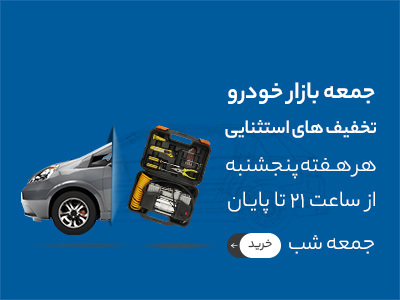 جمعه بازار خودرو
تخفیف های استثنایی
هر هفته پنجشنبه
از ساعت ۲۱ تا پایان
جمعه شب
خرید